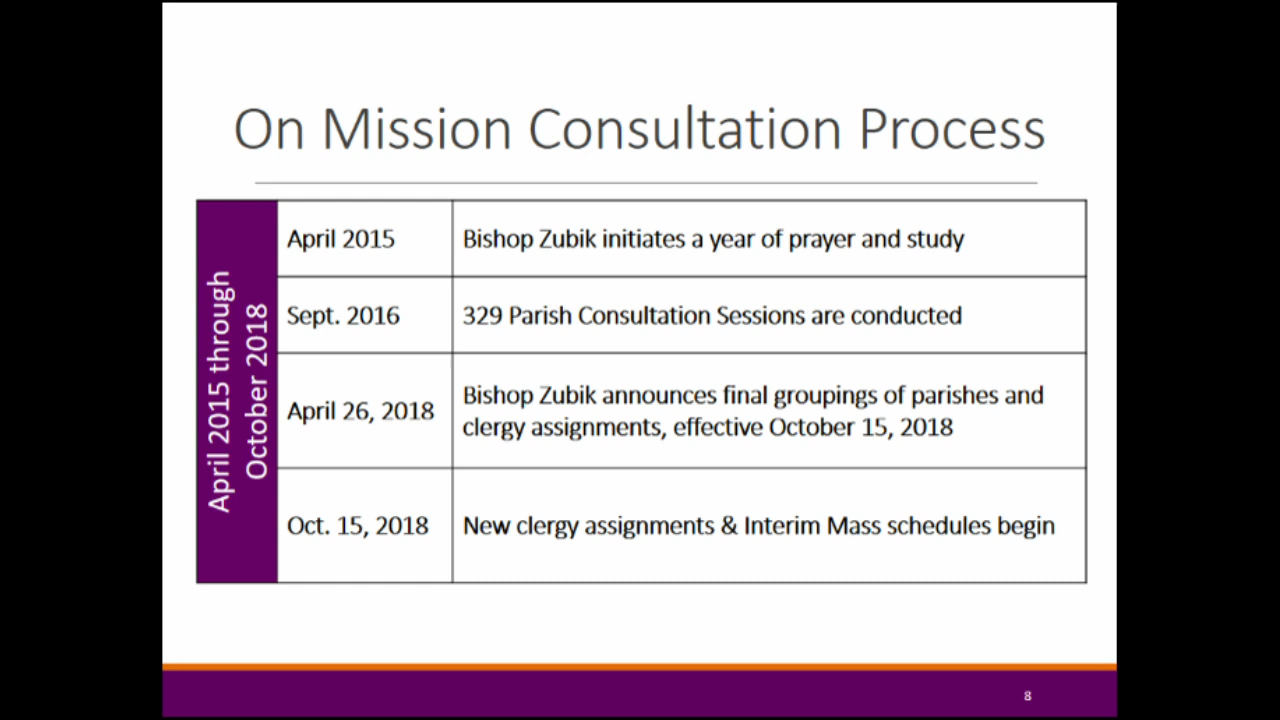 On Mission Consultation Process
April 2015 through
October 2018
April 2015
Bishop Zubik initiates a year of prayer and study
Sept. 2016
329 Parish Consultation Sessions are conducted
April 26, 2018
Bishop Zubik announces final groupings of parishes and
clergy assignments, effective October 15, 2018
Oct. 15, 2018
New clergy assignments & Interim Mass schedules begin
8